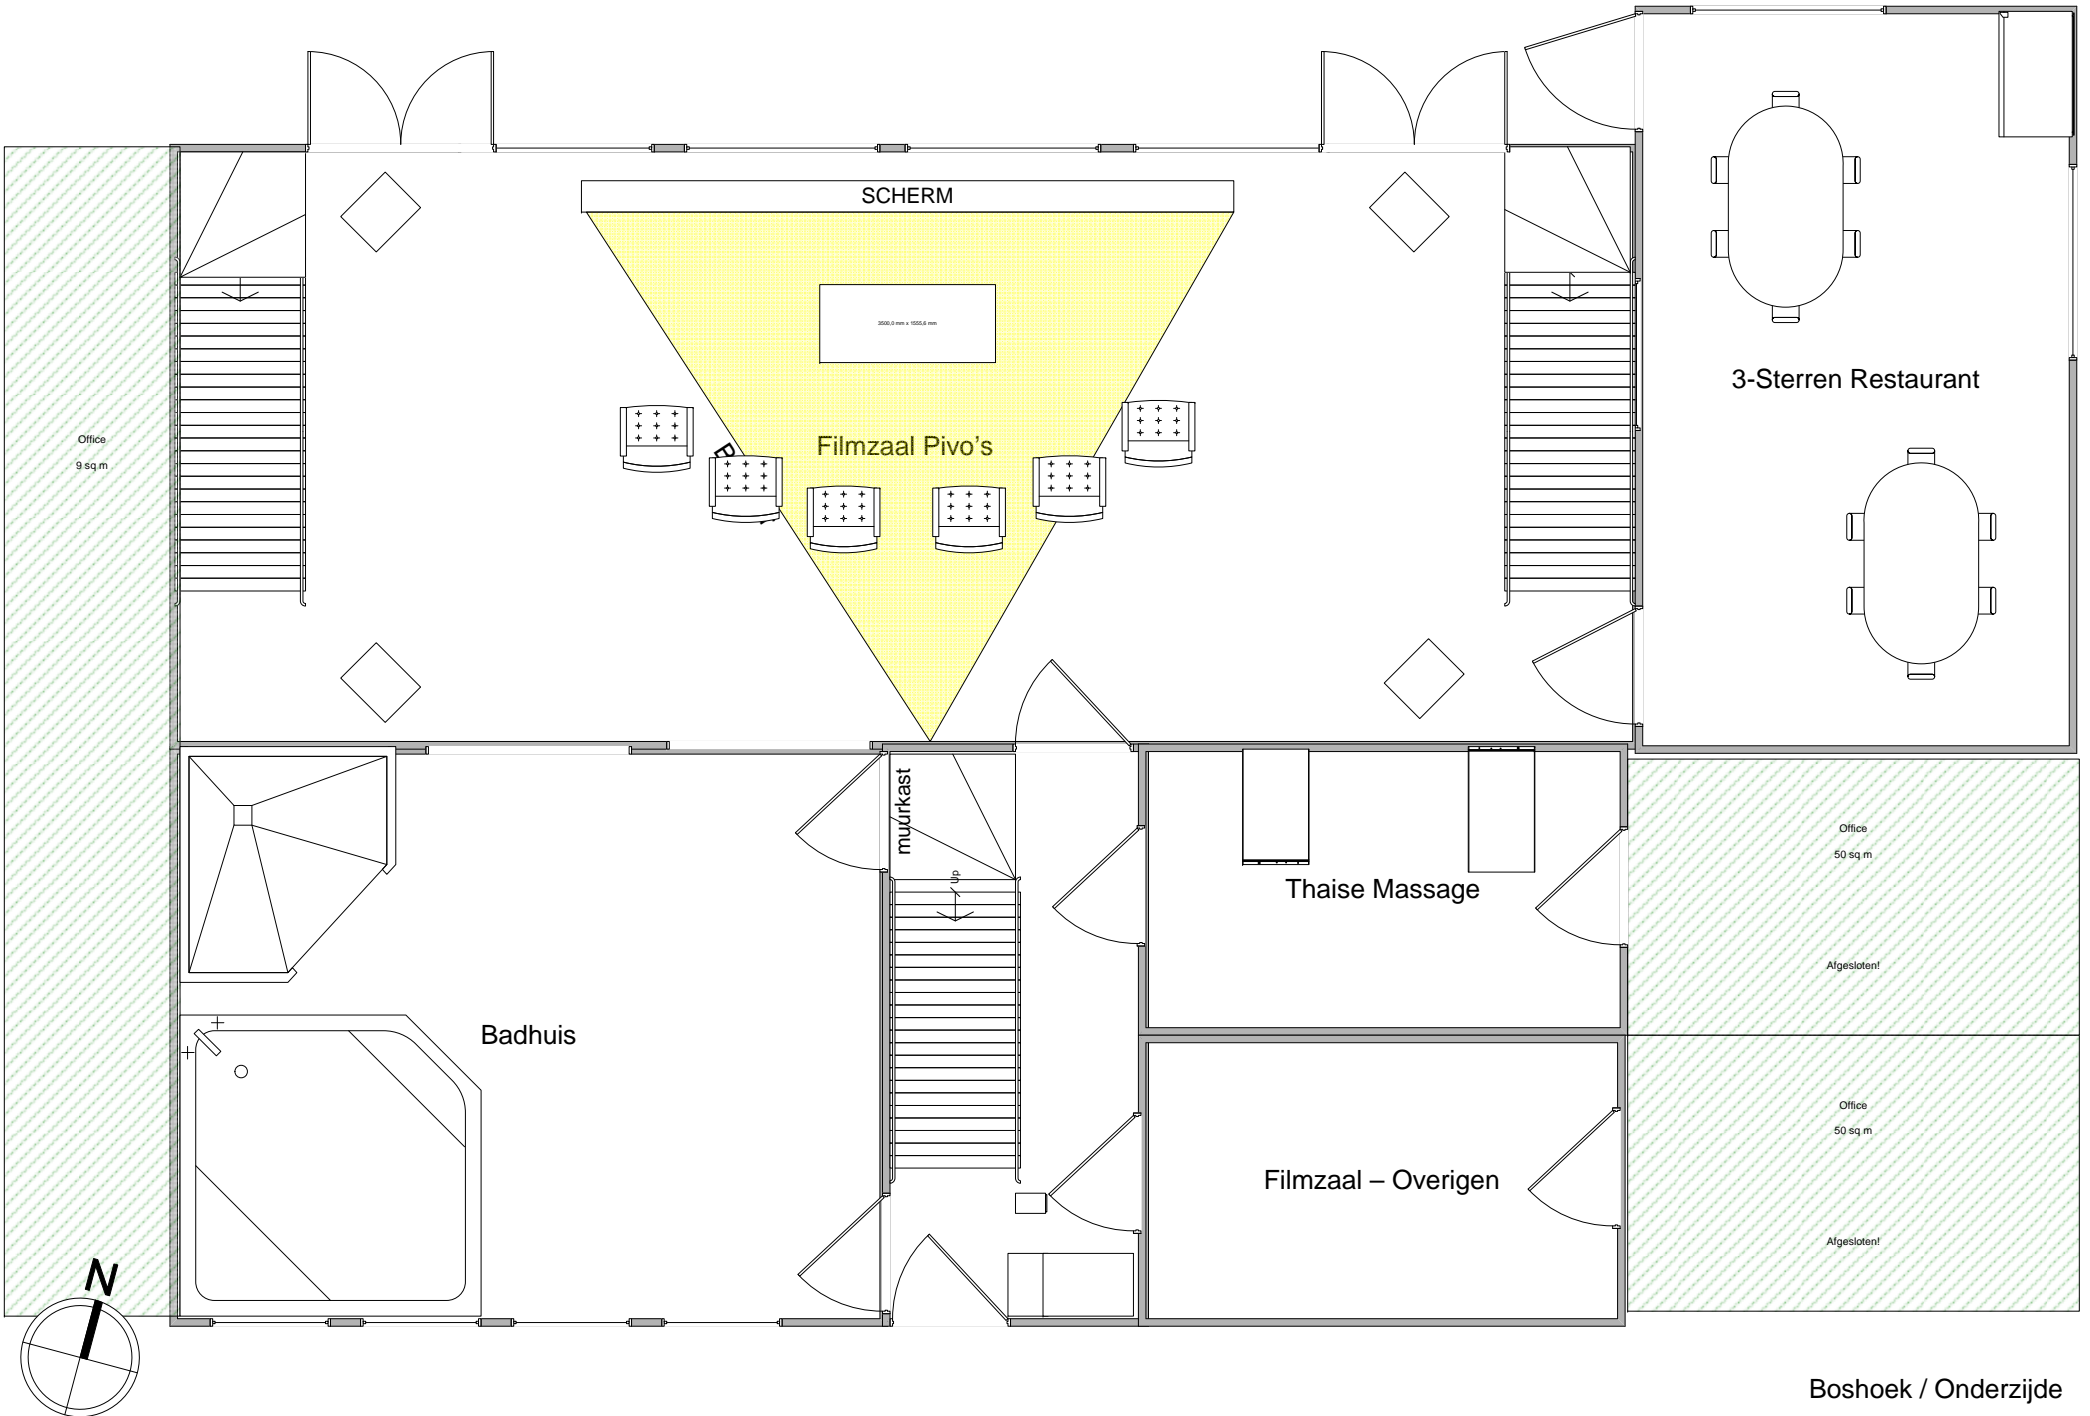 SCHERM
3500,0 mm x 1555,6 mm
3-Sterren Restaurant
Office
9 sq m
Filmzaal Pivo's
muurkast
Up
Office
50 sq m
Thaise Massage
Afgesloten!
Badhuis
Office
50 sq m
Filmzaal – Overigen
Afgesloten!
N
Boshoek / Onderzijde